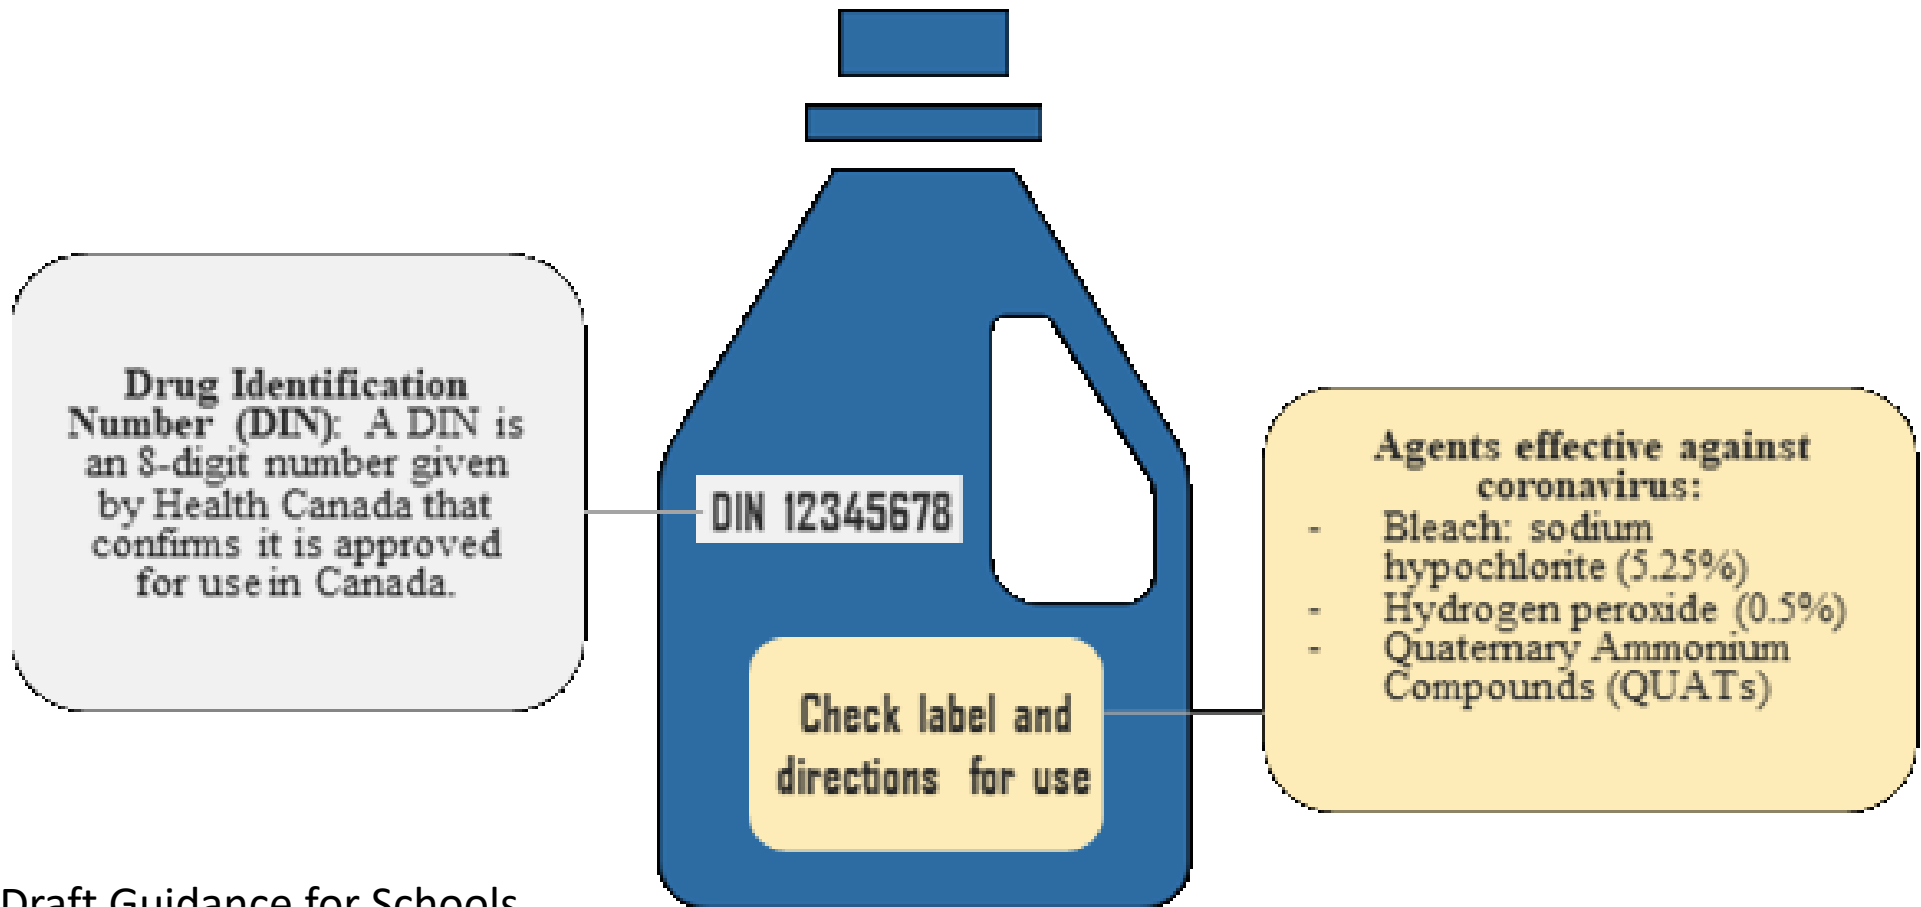 Drug Identification
Number (DIN): A DIN is
an 8-digit number given
by Health Canada that
confirms it is approved
for use in Canada.
DIN 12345678
Check label and
directions for use
Agents effective against
coronavirus:
- Bleach: sodium
hypochlorite (5.25%)
- Hydrogen peroxide (0.5%)
- Quaternary Ammonium
Compounds (QUATs)
Draft Guidance for Schools